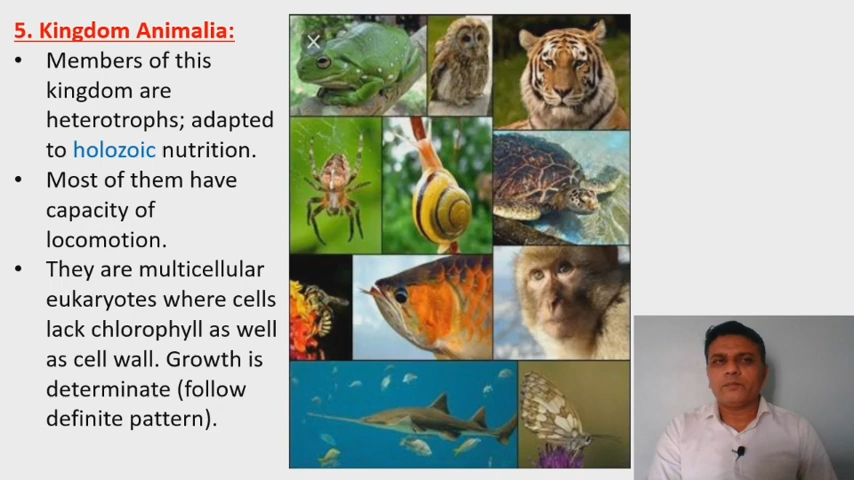 5. Kingdom Animalia:
• Members of this
kingdom are
heterotrophs; adapted
to holozoic nutrition.
• Most of them have
capacity of
locomotion.
• They are multicellular
eukaryotes where cells
lack chlorophyll as well
as cell wall. Growth is
determinate (follow
definite pattern).